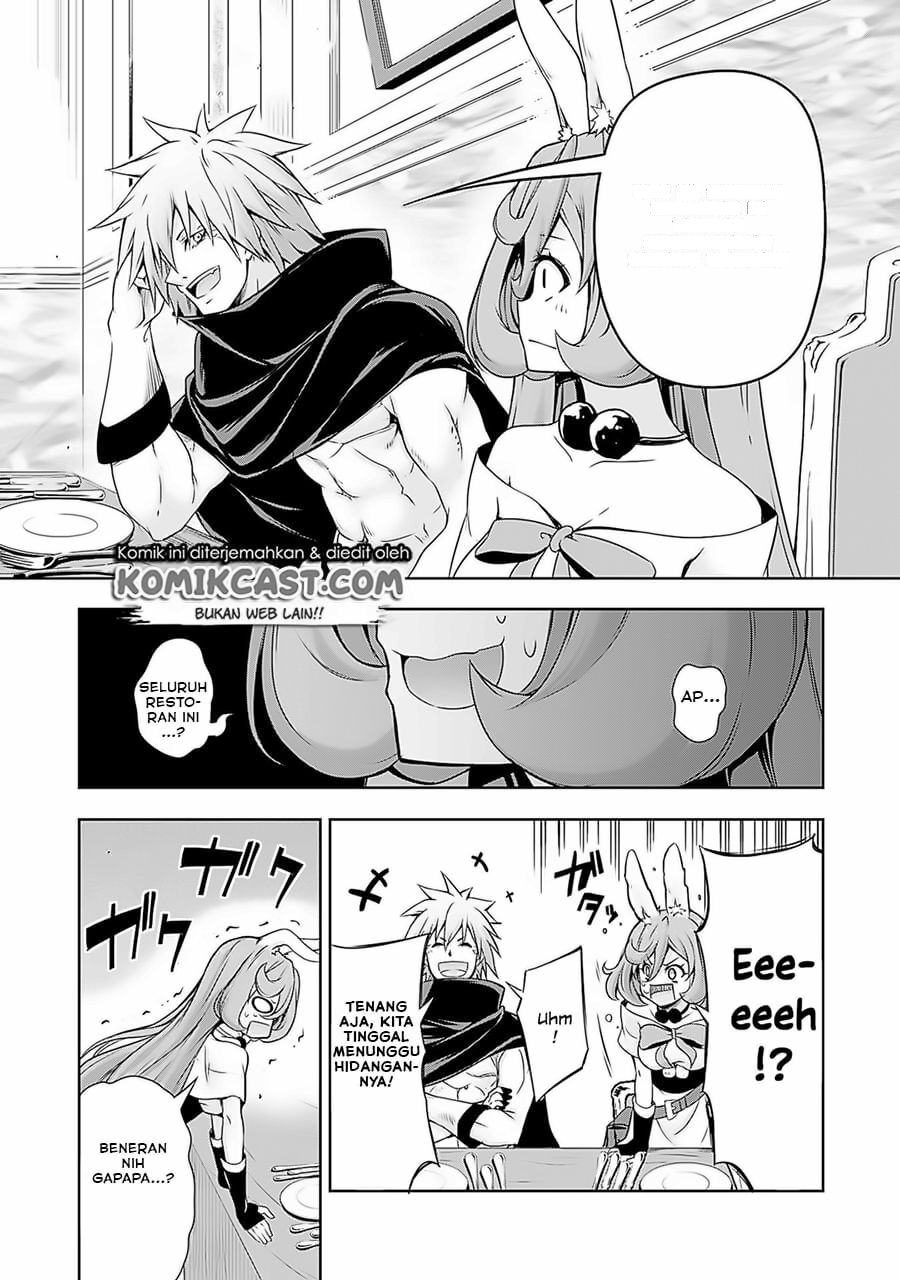 Komik ini diterjemahkan & diedit oleh
KOMIKCAST.COM
BUKAN WEB LAIN!!
AP...
SELURUH
RESTO-
RAN INI
...?
Eee-
eeeh
!?
ガタッ
Uhm!
TENANG
AJA, KITA
TINGGAL
MENUNGGU
HIDANGAN-
NYA!
ガク
ガク
BENERAN
NIH
GAPAPA...?